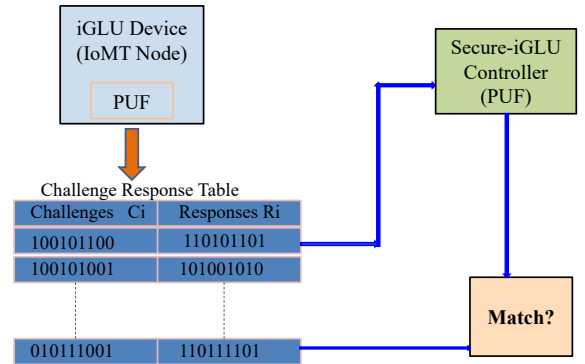 iGLU Device
(IoMT Node)
PUF
Secure-iGLU
Controller
(PUF)
Challenge Response Table
Challenges Ci Responses Ri
100101100 110101101
100101001 101001010
010111001 110111101
Match?